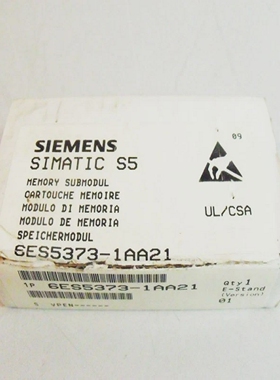 09
SIEMENS
SIMATIC S5
MEMORY SUBMODUL
CARTOUCHE MEMOIRE
MODULO DI MEMORIA
MODULO DE MEMORIA
SPEICHERMODUL
UL/CSA
6ES5373-1AA21
1P 6ES5373-1AA21
Qty 1
E-Stand
(Version)
01
S VPEN